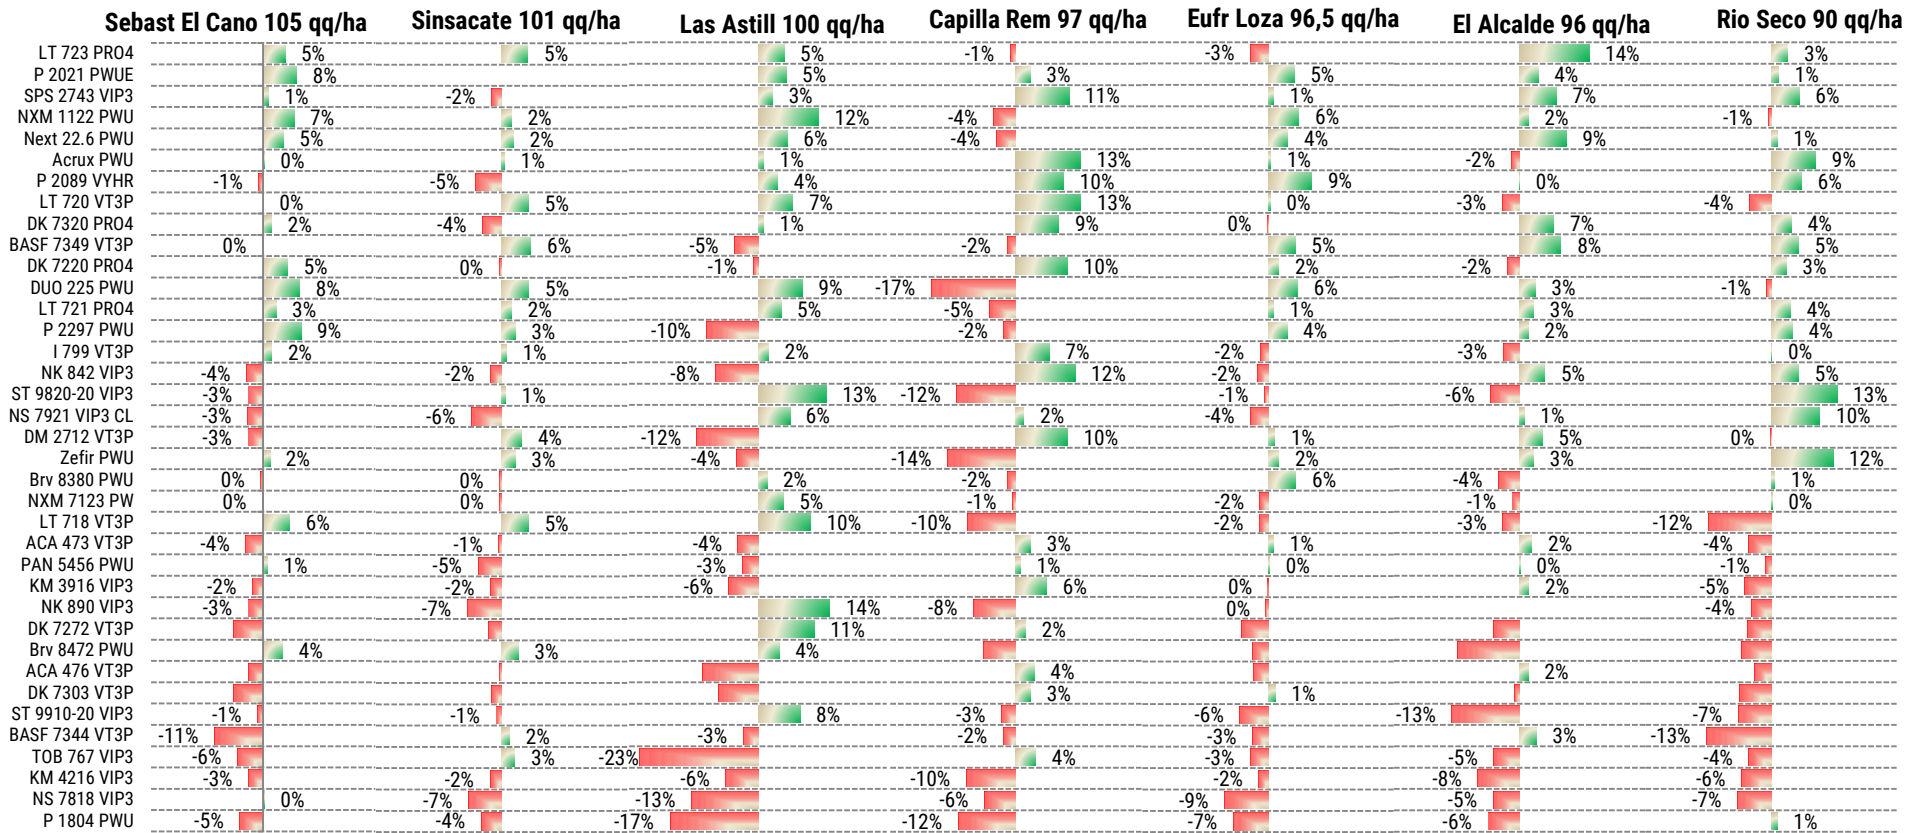 Sebast El Cano 105 qq/ha Sinsacate 101 qq/ha Las Astill 100 qq/ha Capilla Rem 97 qq/ha Eufr Loza 96,5 qq/ha El Alcalde 96 qq/ha Rio Seco 90 qq/ha
LT 723 PRO4 5% 5% 5% -1% -3% 14% 3%
P 2021 PWUE 8% 5% 3% 5% 4% 1%
SPS 2743 VIP3 1% -2% 3% 11% 1% 7% 6%
NXM 1122 PWU 7% 2% 12% -4% 6% 2% -1%
Next 22.6 PWU 5% 2% 6% -4% 4% 9% 1%
Acrux PWU 0% 1% 1% 13% 1% -2% 9%
P 2089 VYHR -1% -5% 4% 10% 9% 0% 6%
LT 720 VT3P 0% 5% 7% 13% 0% -3% -4%
DK 7320 PRO4 2% -4% 1% 9% 0% 7% 4%
BASF 7349 VT3P 0% 6% -5% -2% 5% 8% 5%
DK 7220 PRO4 5% 0% -1% 10% 2% -2% 3%
DUO 225 PWU 8% 5% 9% -17% 6% 3% -1%
LT 721 PRO4 3% 2% 5% -5% 1% 3% 4%
P 2297 PWU 9% 3% -10% -2% 4% 2% 4%
I 799 VT3P 2% 1% 2% 7% -2% -3% 0%
NK 842 VIP3 -4% -2% -8% 12% -2% 5% 5%
ST 9820-20 VIP3 -3% 1% 13% -12% -1% -6% 13%
NS 7921 VIP3 CL -3% -6% 6% 2% -4% 1% 10%
DM 2712 VT3P -3% 4% -12% 10% 1% 5% 0%
Zefir PWU 2% 3% -4% -14% 2% 3% 12%
Brv 8380 PWU 0% 0% 2% -2% 6% -4% 1%
NXM 7123 PW 0% 0% 5% -1% -2% -1% 0%
LT 718 VT3P 6% 5% 10% -10% -2% -3% -12%
ACA 473 VT3P -4% -1% -4% 3% 1% 2% -4%
PAN 5456 PWU 1% -5% -3% 1% 0% 0% -1%
KM 3916 VIP3 -2% -2% -6% 6% 0% 2% -5%
NK 890 VIP3 -3% -7% 14% -8% 0% -4%
DK 7272 VT3P 11% 2%
Brv 8472 PWU 4% 3% 4%
ACA 476 VT3P 4% 2%
DK 7303 VT3P 3% 1%
ST 9910-20 VIP3 -1% -1% 8% -3% -6% -13% -7%
BASF 7344 VT3P -11% 2% -3% -2% -3% 3% -13%
TOB 767 VIP3 -6% 3% -23% 4% -3% -5% -4%
KM 4216 VIP3 -3% -2% -6% -10% -2% -8% -6%
NS 7818 VIP3 0% -7% -13% -6% -9% -5% -7%
P 1804 PWU -5% -4% -17% -12% -7% -6% 1%